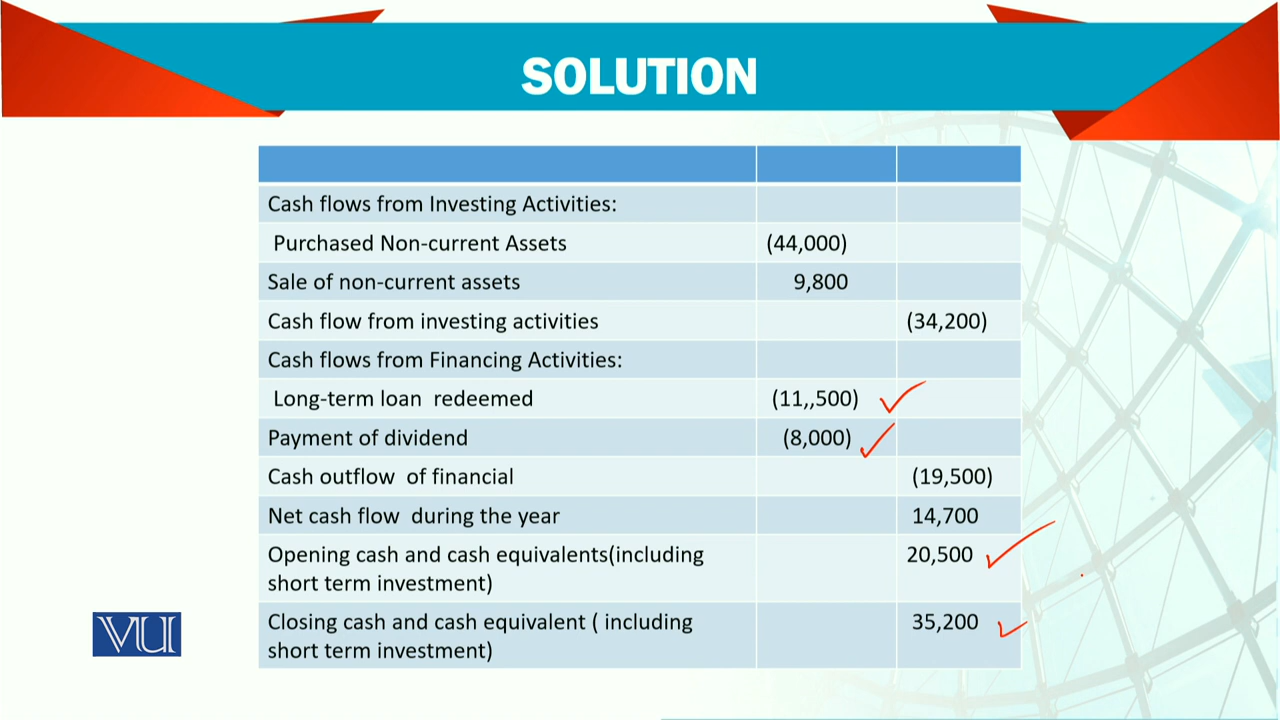 SOLUTION
Cash flows from Investing Activities:
Purchased Non-current Assets (44,000)
Sale of non-current assets 9,800
Cash flow from investing activities (34,200)
Cash flows from Financing Activities:
Long-term loan redeemed (11,,500)
Payment of dividend (8,000)
Cash outflow of financial (19,500)
Net cash flow during the year 14,700
Opening cash and cash equivalents(including 20,500
short term investment)
Closing cash and cash equivalent ( including 35,200
short term investment)
VU